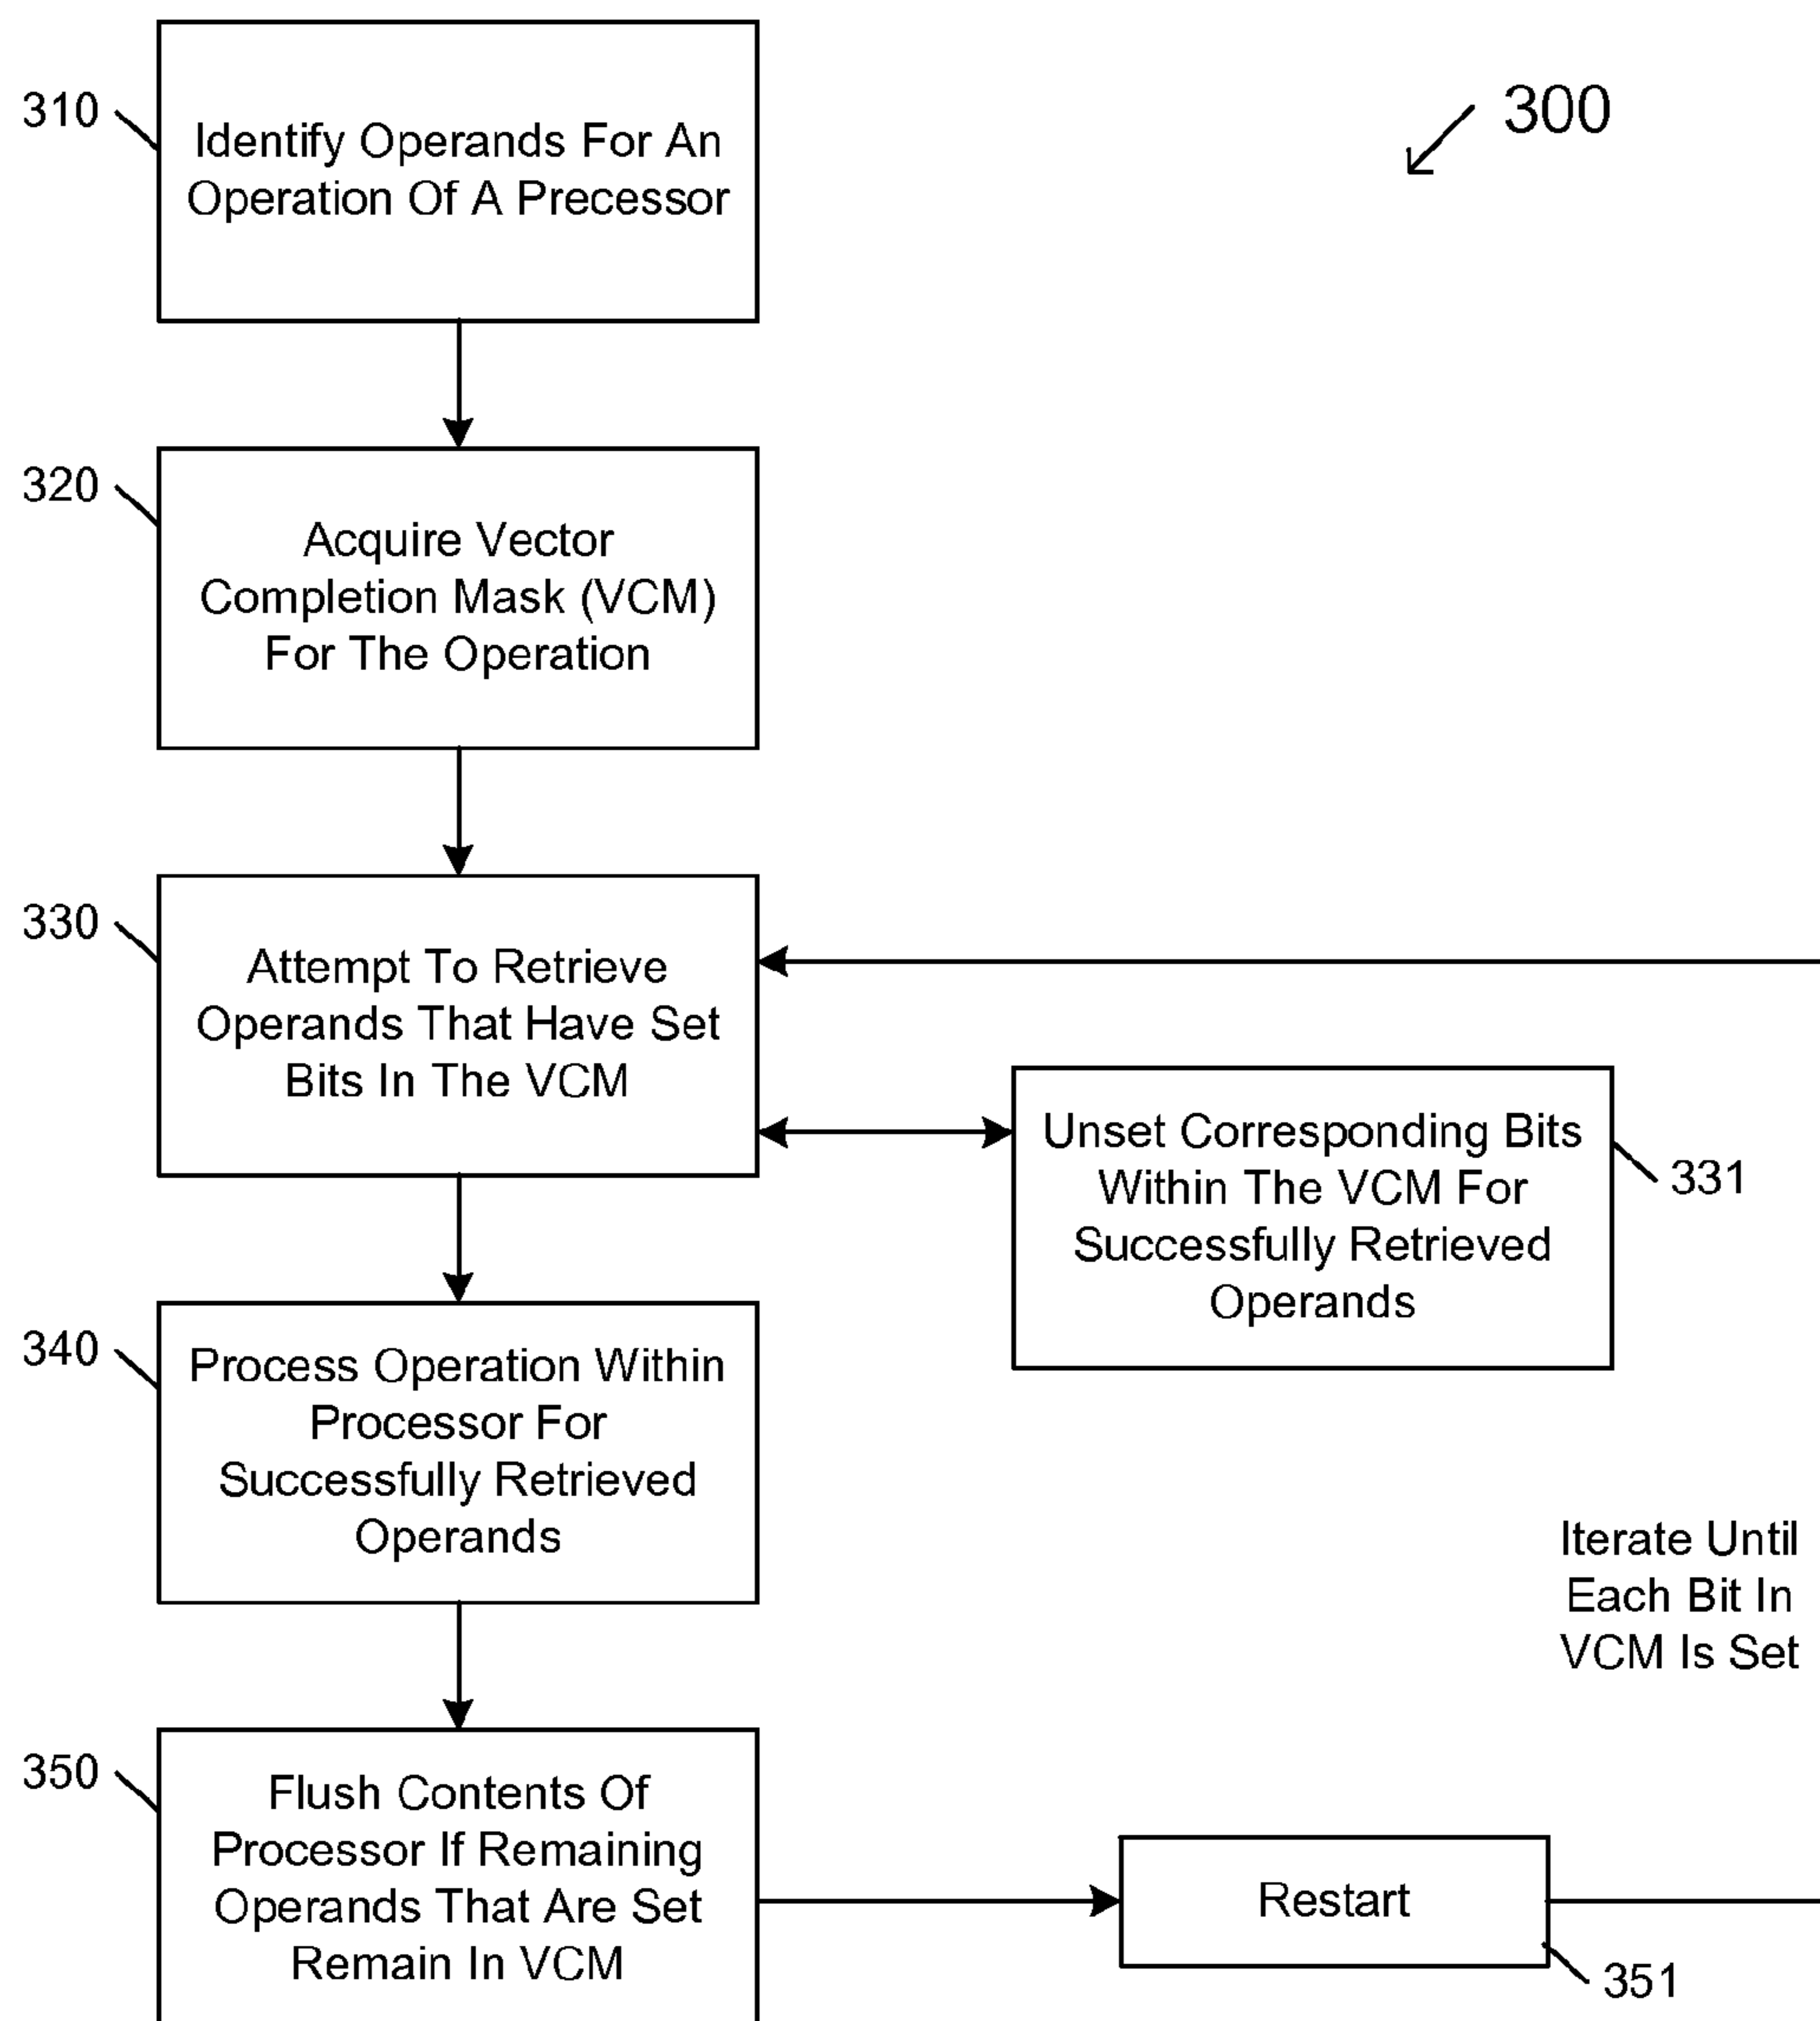 300
310
Identify Operands For An
Operation Of A Precessor
320
Acquire Vector
Completion Mask (VCM)
For The Operation
330
Attempt To Retrieve
Operands That Have Set
Bits In The VCM
Unset Corresponding Bits
Within The VCM For
Successfully Retrieved
Operands
331
340
Process Operation Within
Processor For
Successfully Retrieved
Operands
Iterate Until
Each Bit In
VCM Is Set
350
Flush Contents Of
Processor If Remaining
Operands That Are Set
Remain In VCM
Restart
351